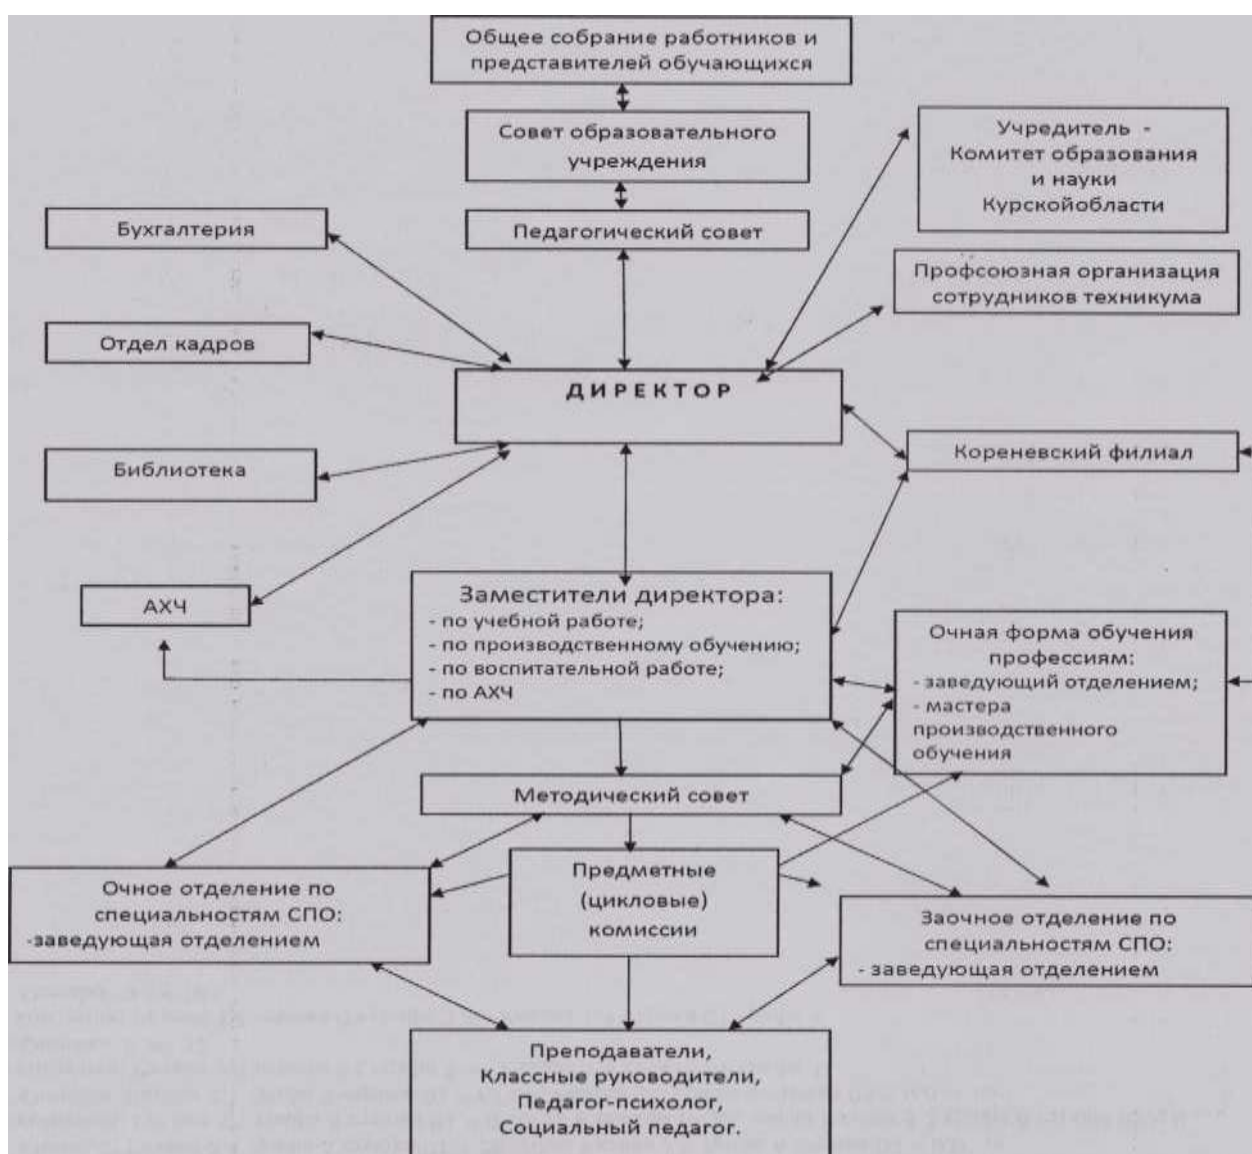 Общее собрание работников и
представителей обучающихся
Совет образовательного
учреждения
Учредитель -
Комитет образования
и науки
Курскойобласти
Бухгалтерия
Педагогический совет
Профсоюзная организация
сотрудников техникума
Отдел кадров
ДИРЕКТОР
Библиотека
Кореневский филиал
АХЧ
Заместители директора:
- по учебной работе;
- по производственному обучению;
- по воспитательной работе;
- по АХЧ
Очная форма обучения
профессиям:
- заведующий отделением;
- мастера
производственного
обучения
Методический совет
Очное отделение по
специальностям СПО:
-заведующая отделением
Предметные
(цикловые)
комиссии
Заочное отделение по
специальностям СПО:
- заведующая отделением
Преподаватели,
Классные руководители,
Педагого-психолог,
Социальный педагог.